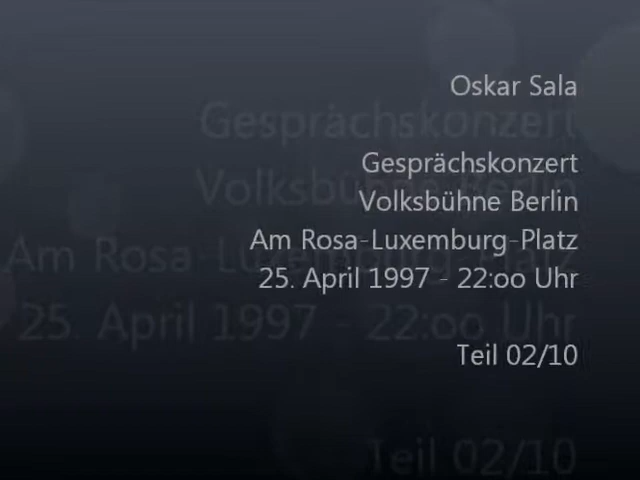 Oskar Sala
Gesprächskonzert
Volksbühne Berlin
Am Rosa-Luxemburg-Platz
25. April 1997 - 22:oo Uhr
Teil 02/10